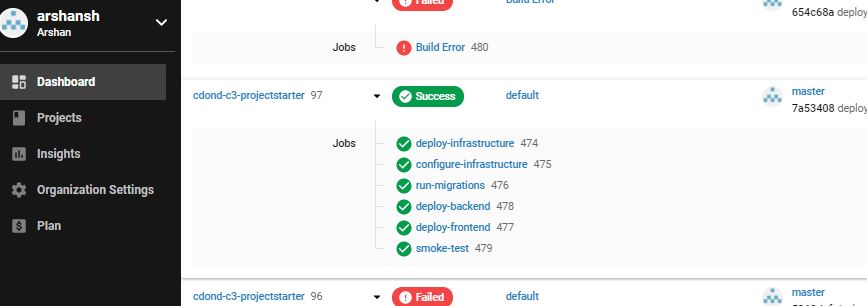 arshansh
Arshan
Dashboard
Projects
Insights
Organization Settings
Plan
Failed
Build Error
654c68a deploy
Jobs
Build Error 480
cdond-c3-projectstarter 97
Success
default
master
7a53408 deploy
Jobs
deploy-infrastructure 474
configure-infrastructure 475
run-migrations 476
deploy-backend 478
deploy-frontend 477
smoke-test 479
cdond-c3-projectstarter 96
Failed
default
master